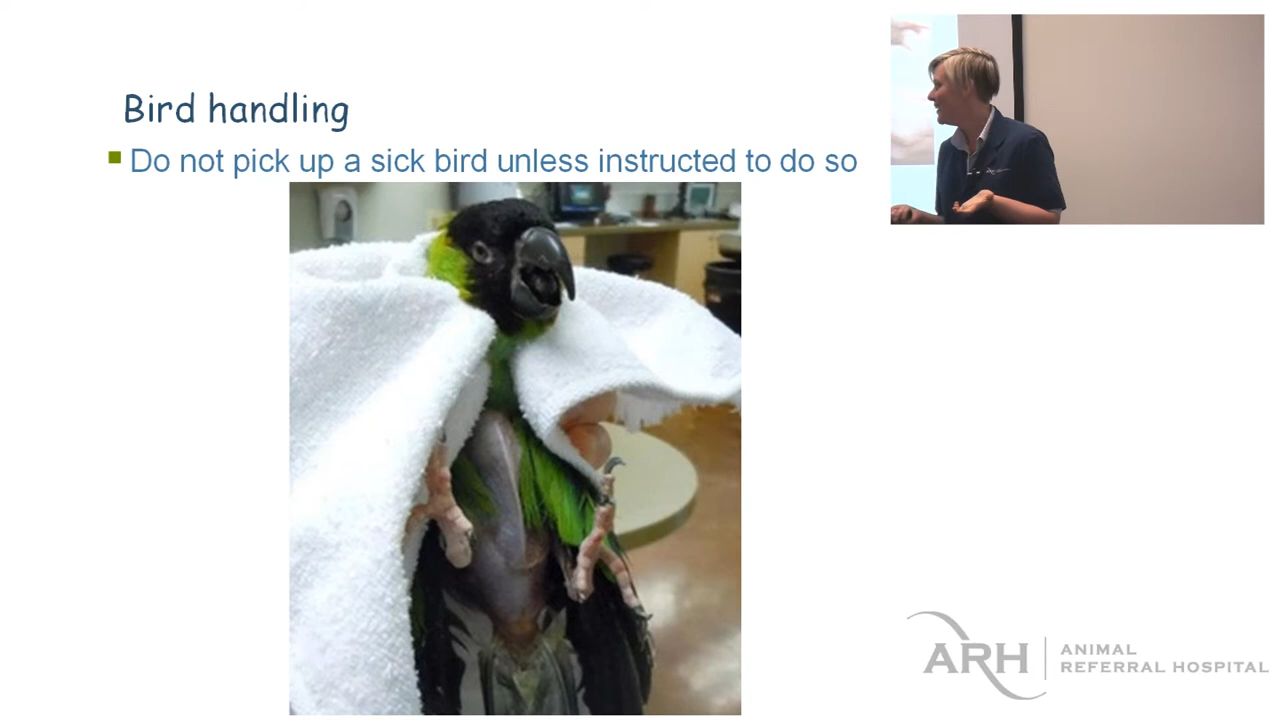 Bird handling
Do not pick up a sick bird unless instructed to do so
ARH
ANIMAL
REFERRAL HOSPITAL